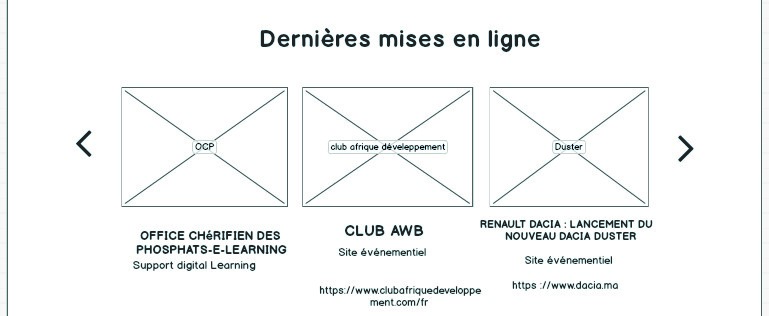 Dernières mises en ligne
OCP
club afrique déveleppement
Duster
OFFICE CHéRIFIEN DES
PHOSPHATS-E-LEARNING
Support digital Learning
CLUB AWB
Site événementiel
https://www.clubafriquedeveloppe
ment.com/fr
RENAULT DACIA : LANCEMENT DU
NOUVEAU DACIA DUSTER
Site événementiel
https ://www.dacia.ma